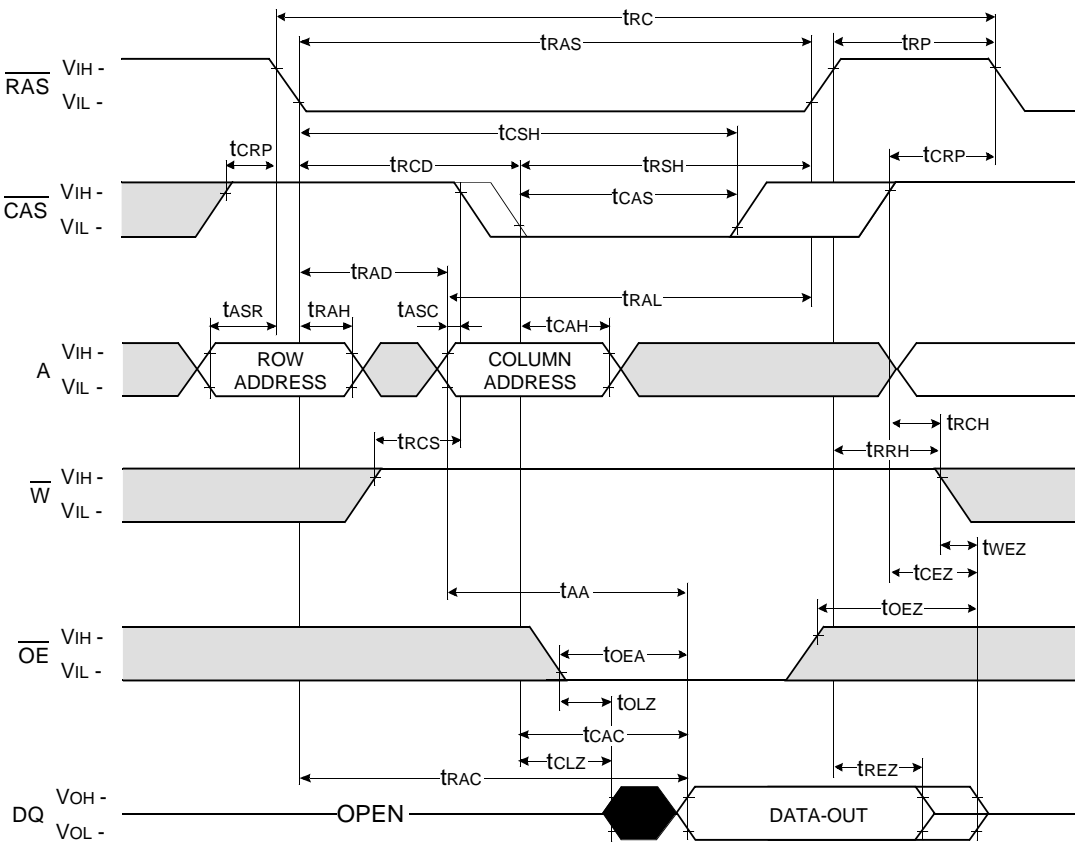 tRC
tRAS
tRP
RAS
VIH -
VIL -
tCSH
tCRP
tRCD
tRSH
tCRP
CAS
VIH -
VIL -
tCAS
tRAD
tRAL
tASR
tRAH
tASC
tCAH
A
VIH -
VIL -
ROW
ADDRESS
COLUMN
ADDRESS
tRCS
tRCH
tRRH
W
VIH -
VIL -
tWEZ
tCEZ
tAA
tOEZ
OE
VIH -
VIL -
tOEA
tOLZ
tCAC
tCLZ
tRAC
tREZ
DQ
VOH -
VOL -
OPEN
DATA-OUT